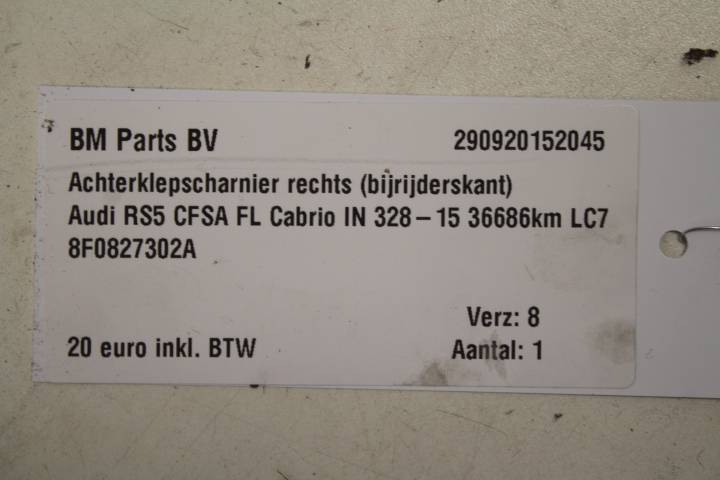 BM Parts BV 290920152045
Achterklepscharnier rechts (bijrijderskant)
Audi RS5 CFSA FL Cabrio IN 328-15 36686km LC7
8F0827302A
Verz: 8
20 euro inkl. BTW Aantal: 1